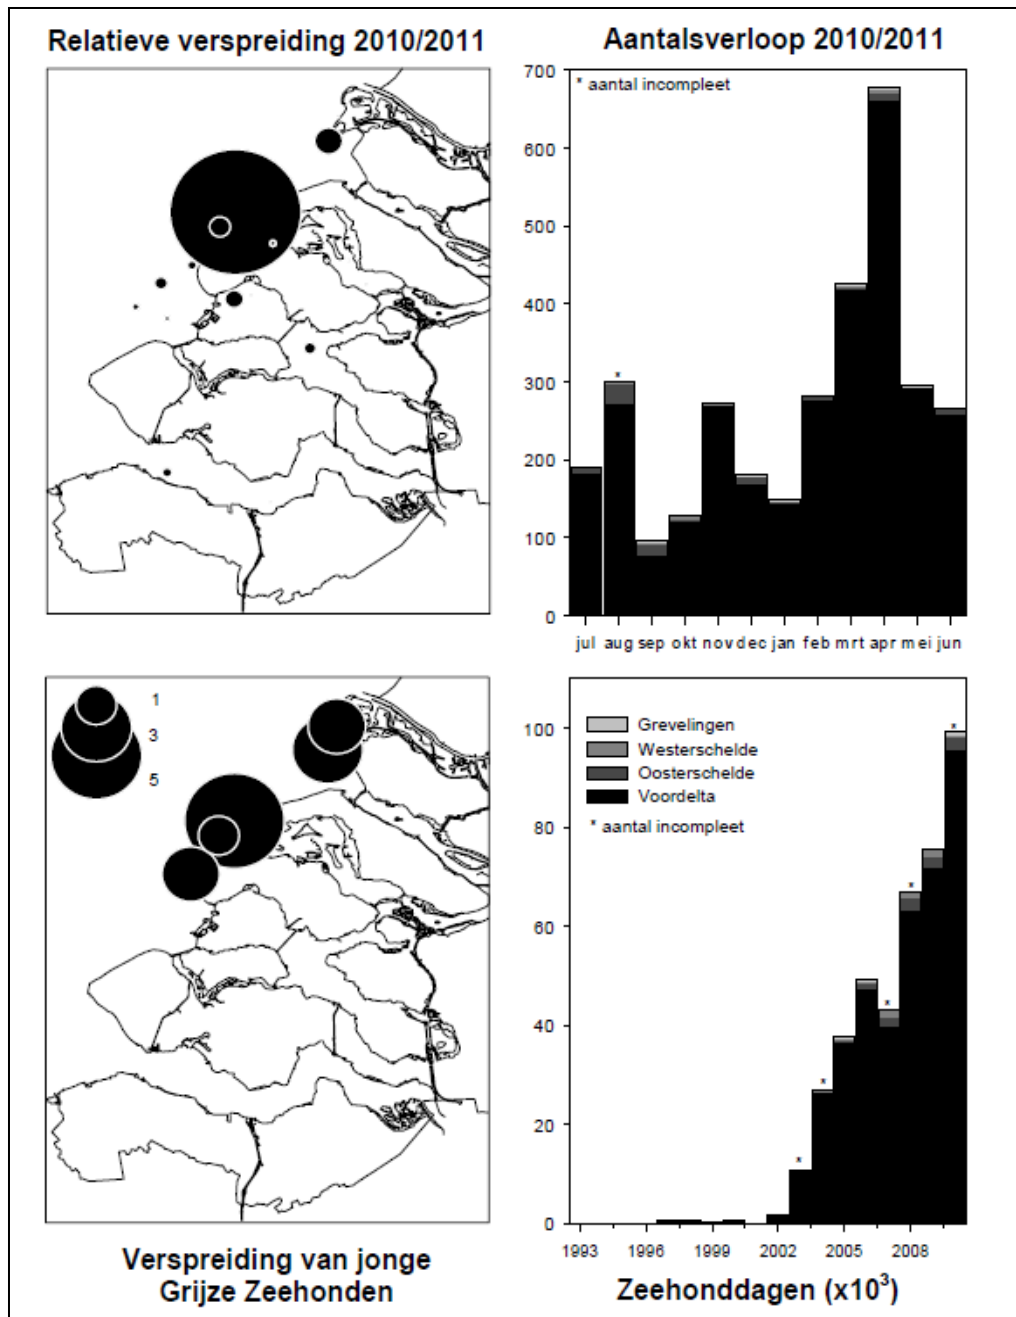 Relatieve verspreiding 2010/2011
Aantalsverloop 2010/2011
* aantal incompleet
700
600
500
400
300
200
100
0
*
jul aug sep okt nov dec jan feb mrt apr mei jun
1
3
5
Verspreiding van jonge
Grijze Zeehonden
Grevelingen
Westerschelde
Oosterschelde
Voordelta
* aantal incompleet
100
80
60
40
20
0
* * * * *
1993 1996 1999 2002 2005 2008
Zeehonddagen (x10³)